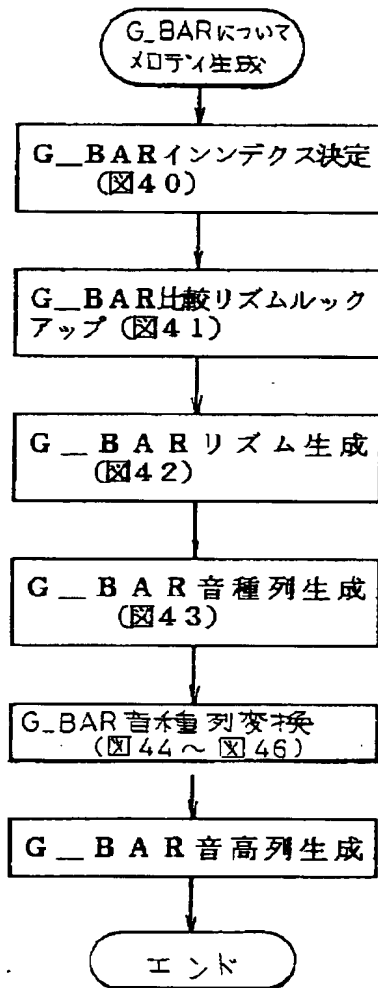 G_BARについて
メロディ生成
G__BARインンデクス決定
(図40)
G__BAR比較リズムルック
アップ(図41)
G__BARリズム生成
(図42)
G__BAR音種列生成
(図43)
G_BAR音種列変換
(図44～図46)
G__BAR音高列生成
エンド